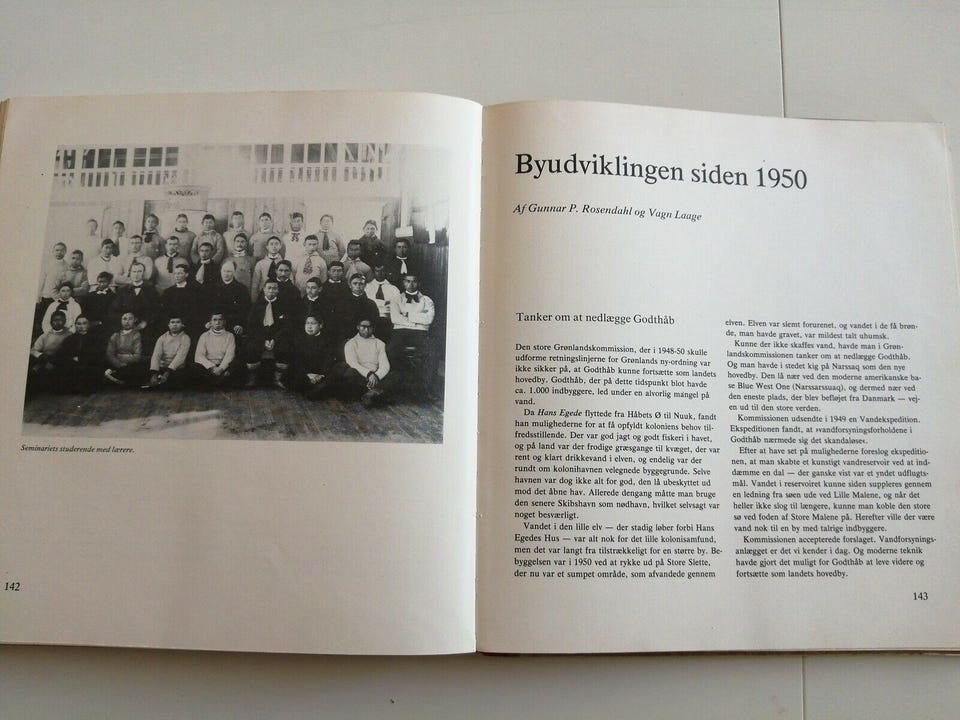 Seminariets studerende med lærere.
142
Byudviklingen siden 1950
Af Gunnar P. Rosendahl og Vagn Laage
Tanker om at nedlægge Godthåb
Den store Grønlandskommission, der i 1948-50 skulle
udforme retningslinjerne for Grønlands ny-ordning var
ikke sikker på, at Godthåb kunne fortsætte som landets
hovedby. Godthåb, der på dette tidspunkt blot havde
ca. 1.000 indbyggere, led under en alvorlig mangel på
vand.
Da Hans Egede flyttede fra Håbets Ø til Nuuk, fandt
han mulighederne for at få opfyldt koloniens behov til-
fredsstillende. Der var god jagt og godt fiskeri i havet,
og på land var der frodige græsgange til kvæget, der var
rent og klart drikkevand i elven, og endelig var der
rundt om kolonihavnen velegnede byggegrunde. Selve
havnen var dog ikke alt for god, den lå ubeskyttet ud
mod det åbne hav. Allerede dengang måtte man bruge
den senere Skibshavn som nødhavn, hvilket selvsagt var
noget besværligt.
Vandet i den lille elv — der stadig løber forbi Hans
Egedes Hus — var alt nok for det lille kolonisamfund,
men det var langt fra tilstrækkeligt for en større by. Be-
byggelsen var i 1950 ved at rykke ud på Store Slette,
der nu var et sumpet område, som afvandede gennem
elven. Elven var slemt forurenet, og vandet i de få brøn-
de, man havde gravet, var mildest talt uhumsk.
Kunne der ikke skaffes vand, havde man i Grøn-
landskommissionen tanker om at nedlægge Godthåb.
Og man havde i stedet kig på Narssaq som den nye
hovedby. Den lå nær ved den moderne amerikanske ba-
se Blue West One (Narssarssuaq), og dermed nær ved
den eneste plads, der blev befløjet fra Danmark — vej-
en ud til den store verden.
Kommissionen udsendte i 1949 en Vandekspedition.
Ekspeditionen fandt, at »vandforsyningsforholdene i
Godthåb nærmede sig det skandaløse«.
Efter at have set på mulighederne foreslog ekspeditio-
nen, at man skabte et kunstigt vandreservoir ved at ind-
dæmme en dal — der ganske vist var et yndet udflugts-
mål. Vandet i reservoiret kunne siden suppleres gennem
en ledning fra søen ude ved Lille Malene, og når det
heller ikke slog til længere, kunne man koble den store
sø ved foden af Store Malene på. Herefter ville der være
vand nok til en by med talrige indbyggere.
Kommissionen accepterede forslaget. Vandforsynings-
anlægget er det vi kender i dag. Og moderne teknik
havde gjort det muligt for Godthåb at leve videre og
fortsætte som landets hovedby.
143